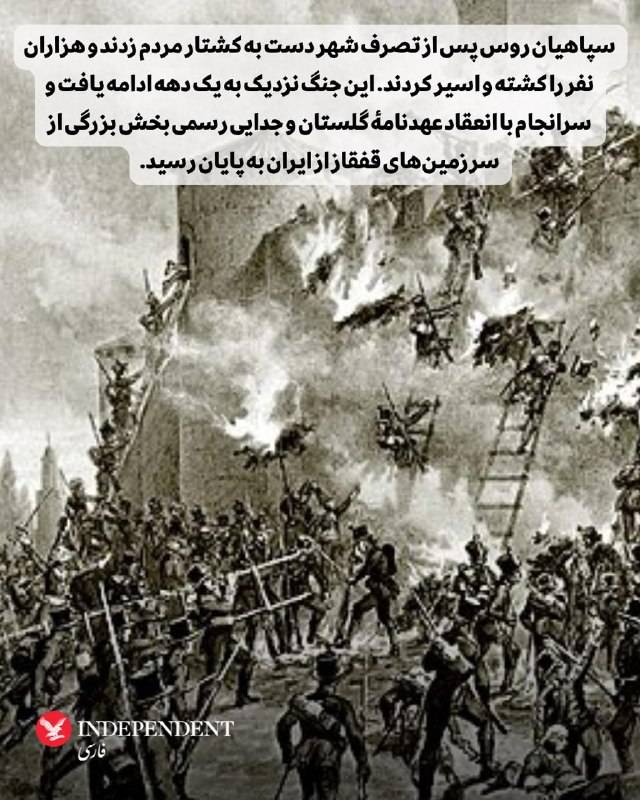 سپاهیان روس پس از تصرف شهر دست به کشتار مردم زدند و هزاران
نفر را کشته و اسیر کردند. این جنگ نزدیک به یک دهه ادامه یافت و
سرانجام با انعقاد عهدنامهٔ گلستان و جدایی رسمی بخش بزرگی از
سرزمین‌های قفقاز از ایران به پایان رسید.
INDEPENDENT
فارسی